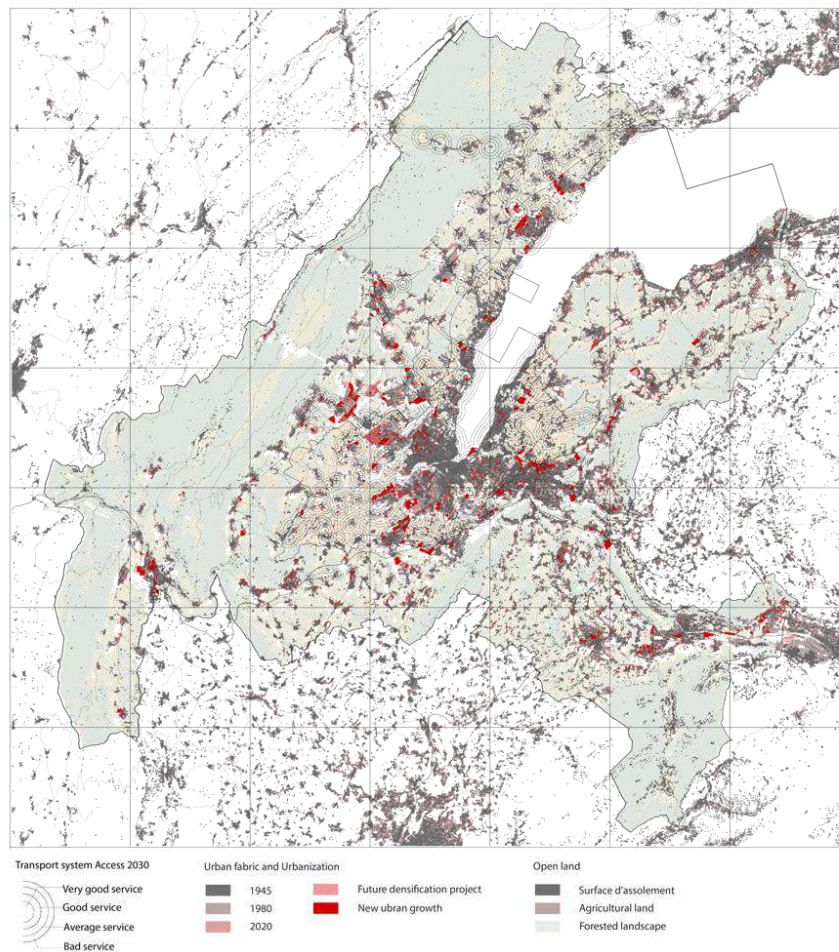 Transport system Access 2030
Very good service
Good service
Average service
Bad service
Urban fabric and Urbanization
1945
1980
2020
Future densification project
New ubran growth
Open land
Surface d'assolement
Agricultural land
Forested landscape